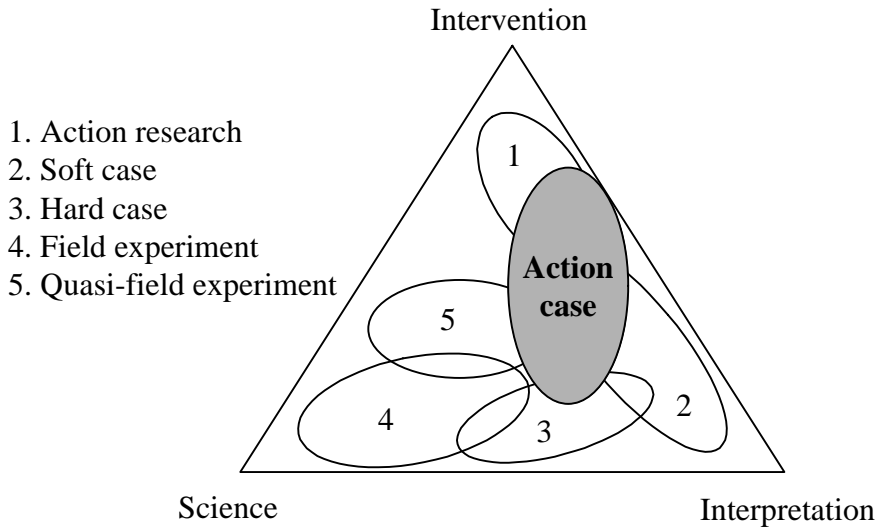 Intervention
1. Action research
2. Soft case
3. Hard case
4. Field experiment
5. Quasi-field experiment
1
Action
case
5
4
3
2
Science
Interpretation